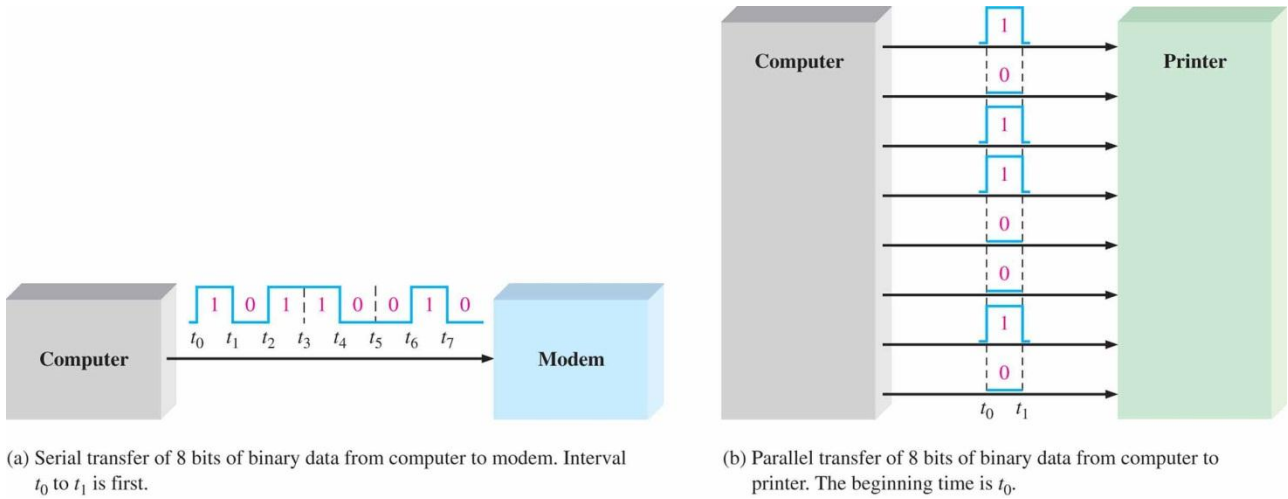 Computer
1 0 1 1 0 0 1 0
t0 t1 t2 t3 t4 t5 t6 t7
Modem
(a) Serial transfer of 8 bits of binary data from computer to modem. Interval
t0 to t1 is first.
Computer
1
0
1
1
0
0
1
0
t0 t1
Printer
(b) Parallel transfer of 8 bits of binary data from computer to
printer. The beginning time is t0.